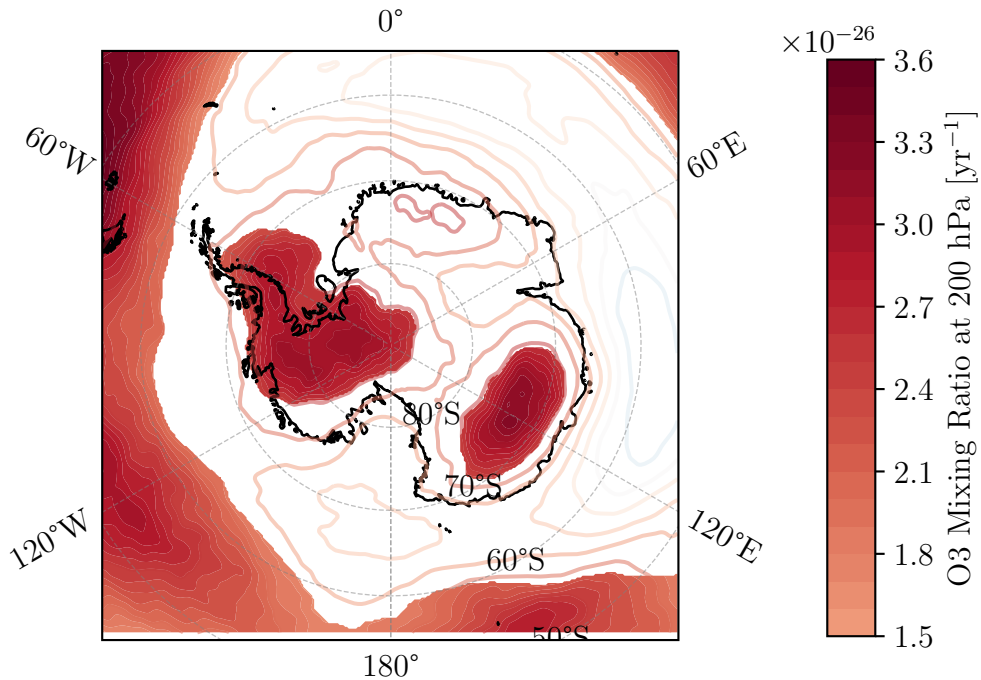 0°
60°W
60°E
120°W
120°E
180°
80°S
70°S
60°S
50°S
×10⁻²⁶
3.6
3.3
3.0
2.7
2.4
2.1
1.8
1.5
O3 Mixing Ratio at 200 hPa [yr⁻¹]